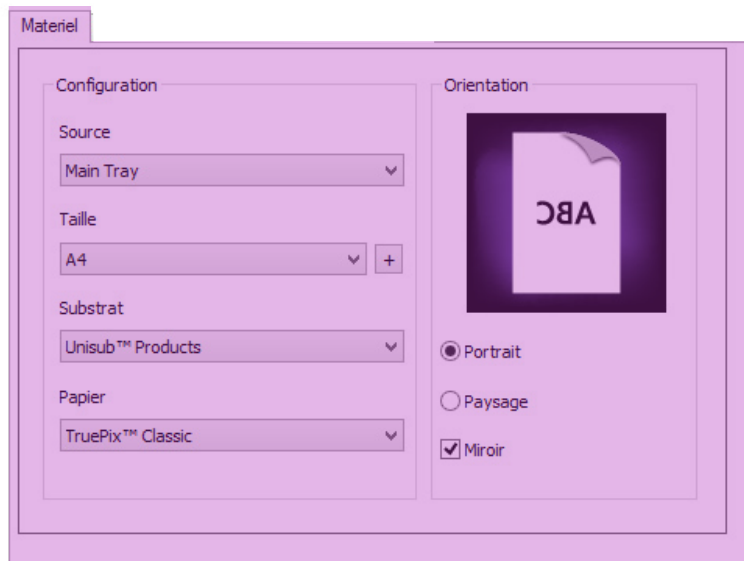 Materiel
Configuration
Source
Main Tray
Taille
A4
+
Substrat
Unisub™ Products
Papier
TruePix™ Classic
Orientation
ABC
Portrait
Paysage
Miroir